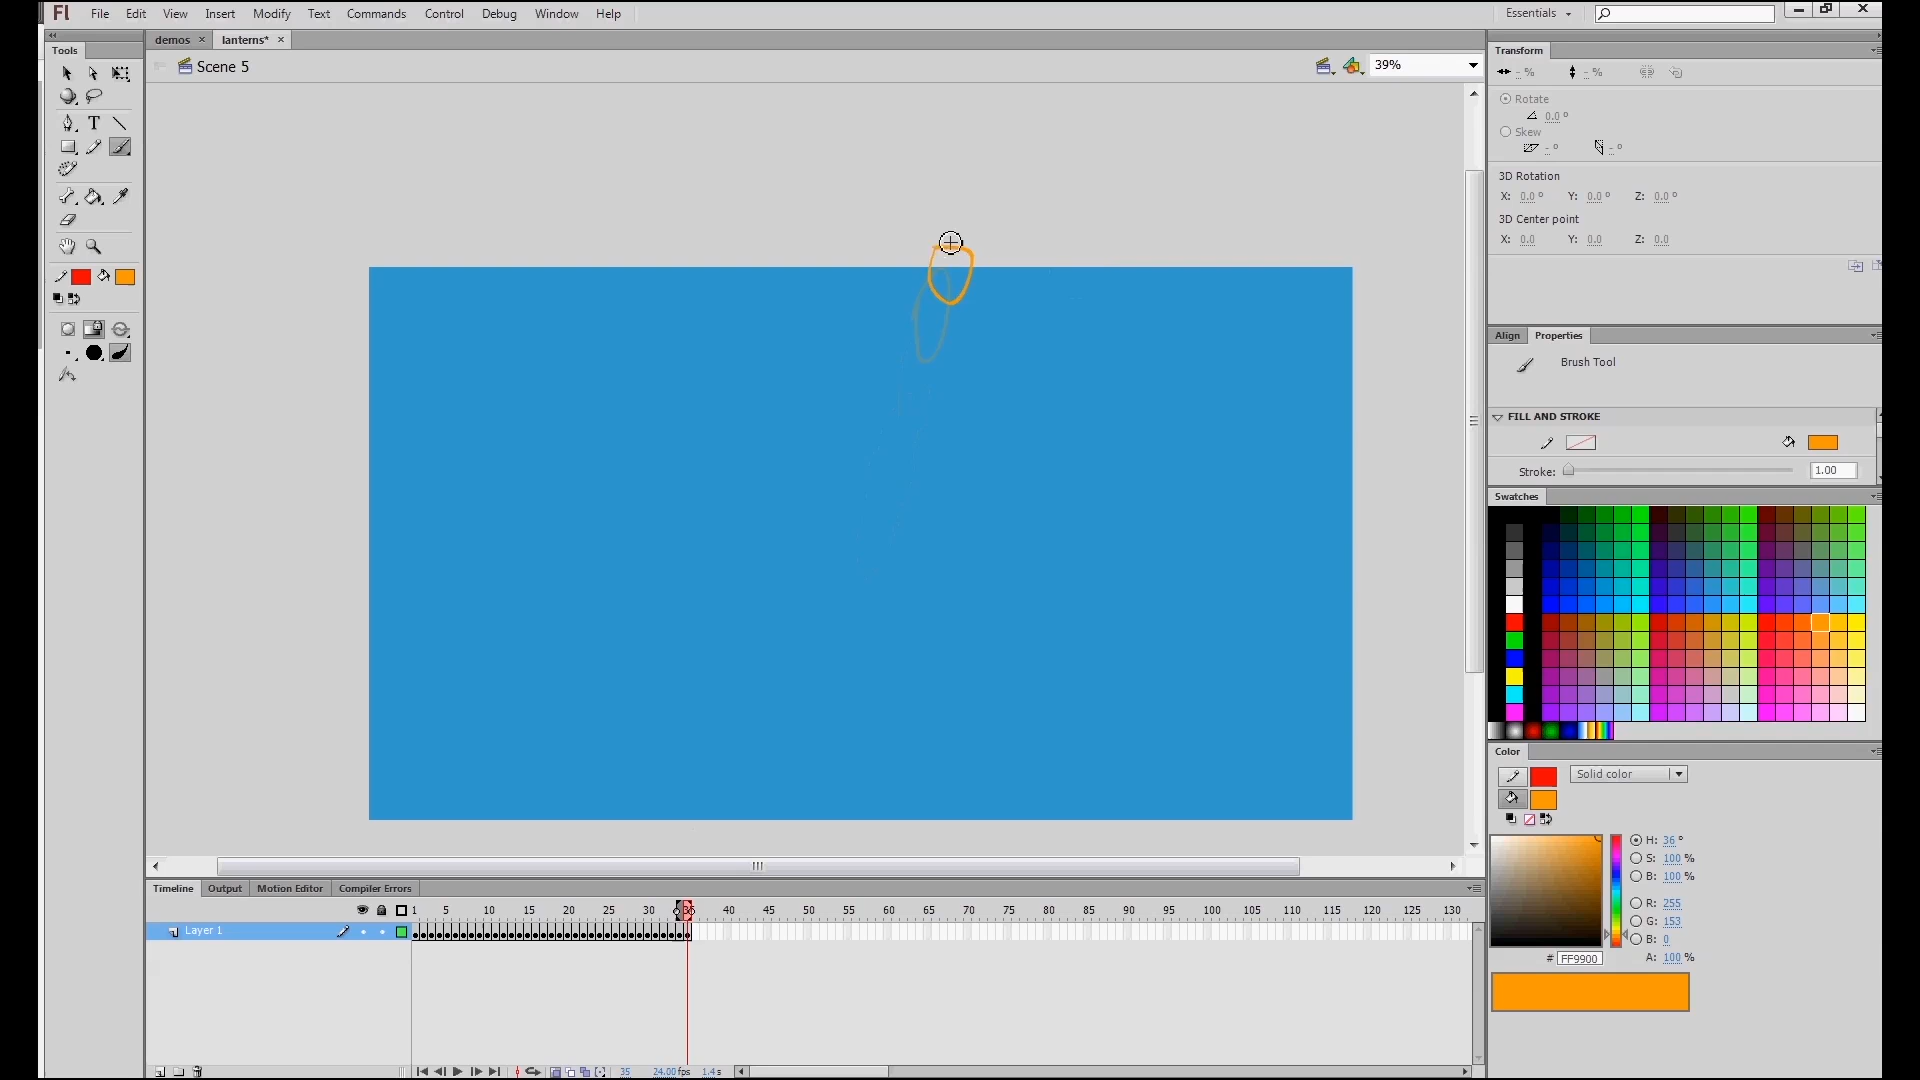 Fl File Edit View Insert Modify Text Commands Control Debug Window Help Essentials
Tools
demos × lanterns* ×
Scene 5
39%
Transform
- % - %
Rotate
0.0 °
Skew
- ° - °
3D Rotation
X: 0.0 ° Y: 0.0 ° Z: 0.0 °
3D Center point
X: 0.0 Y: 0.0 Z: 0.0
Align Properties
Brush Tool
FILL AND STROKE
Stroke: 1.00
Swatches
Color
Solid color
H: 36 °
S: 100 %
B: 100 %
R: 255
G: 153
B: 0
# FF9900 A: 100 %
Timeline Output Motion Editor Compiler Errors
1 5 10 15 20 25 30 35 40 45 50 55 60 65 70 75 80 85 90 95 100 105 110 115 120 125 130
Layer 1
35 24.00 fps 1.4 s